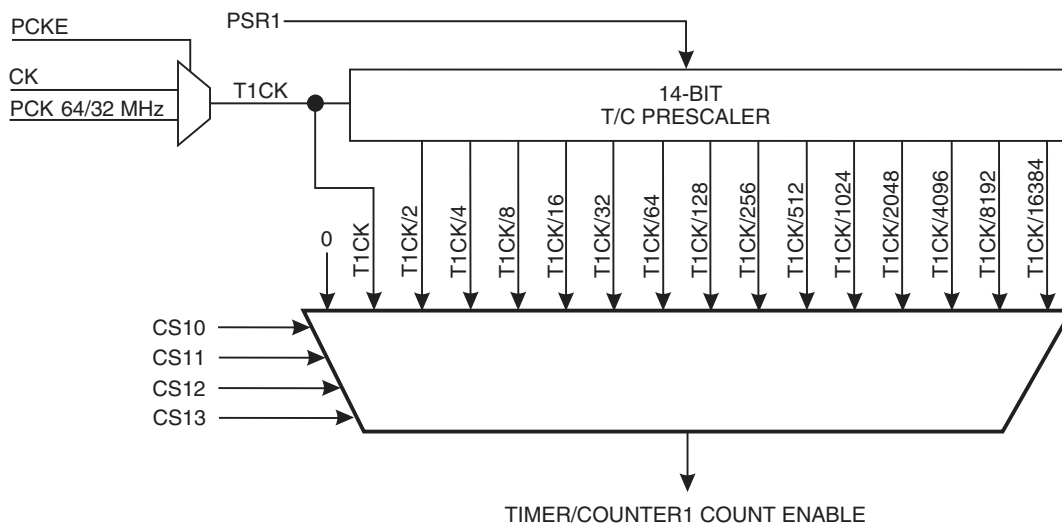 PSR1
PCKE
CK
PCK 64/32 MHz
T1CK
14-BIT
T/C PRESCALER
0
T1CK
T1CK/2
T1CK/4
T1CK/8
T1CK/16
T1CK/32
T1CK/64
T1CK/128
T1CK/256
T1CK/512
T1CK/1024
T1CK/2048
T1CK/4096
T1CK/8192
T1CK/16384
CS10
CS11
CS12
CS13
TIMER/COUNTER1 COUNT ENABLE